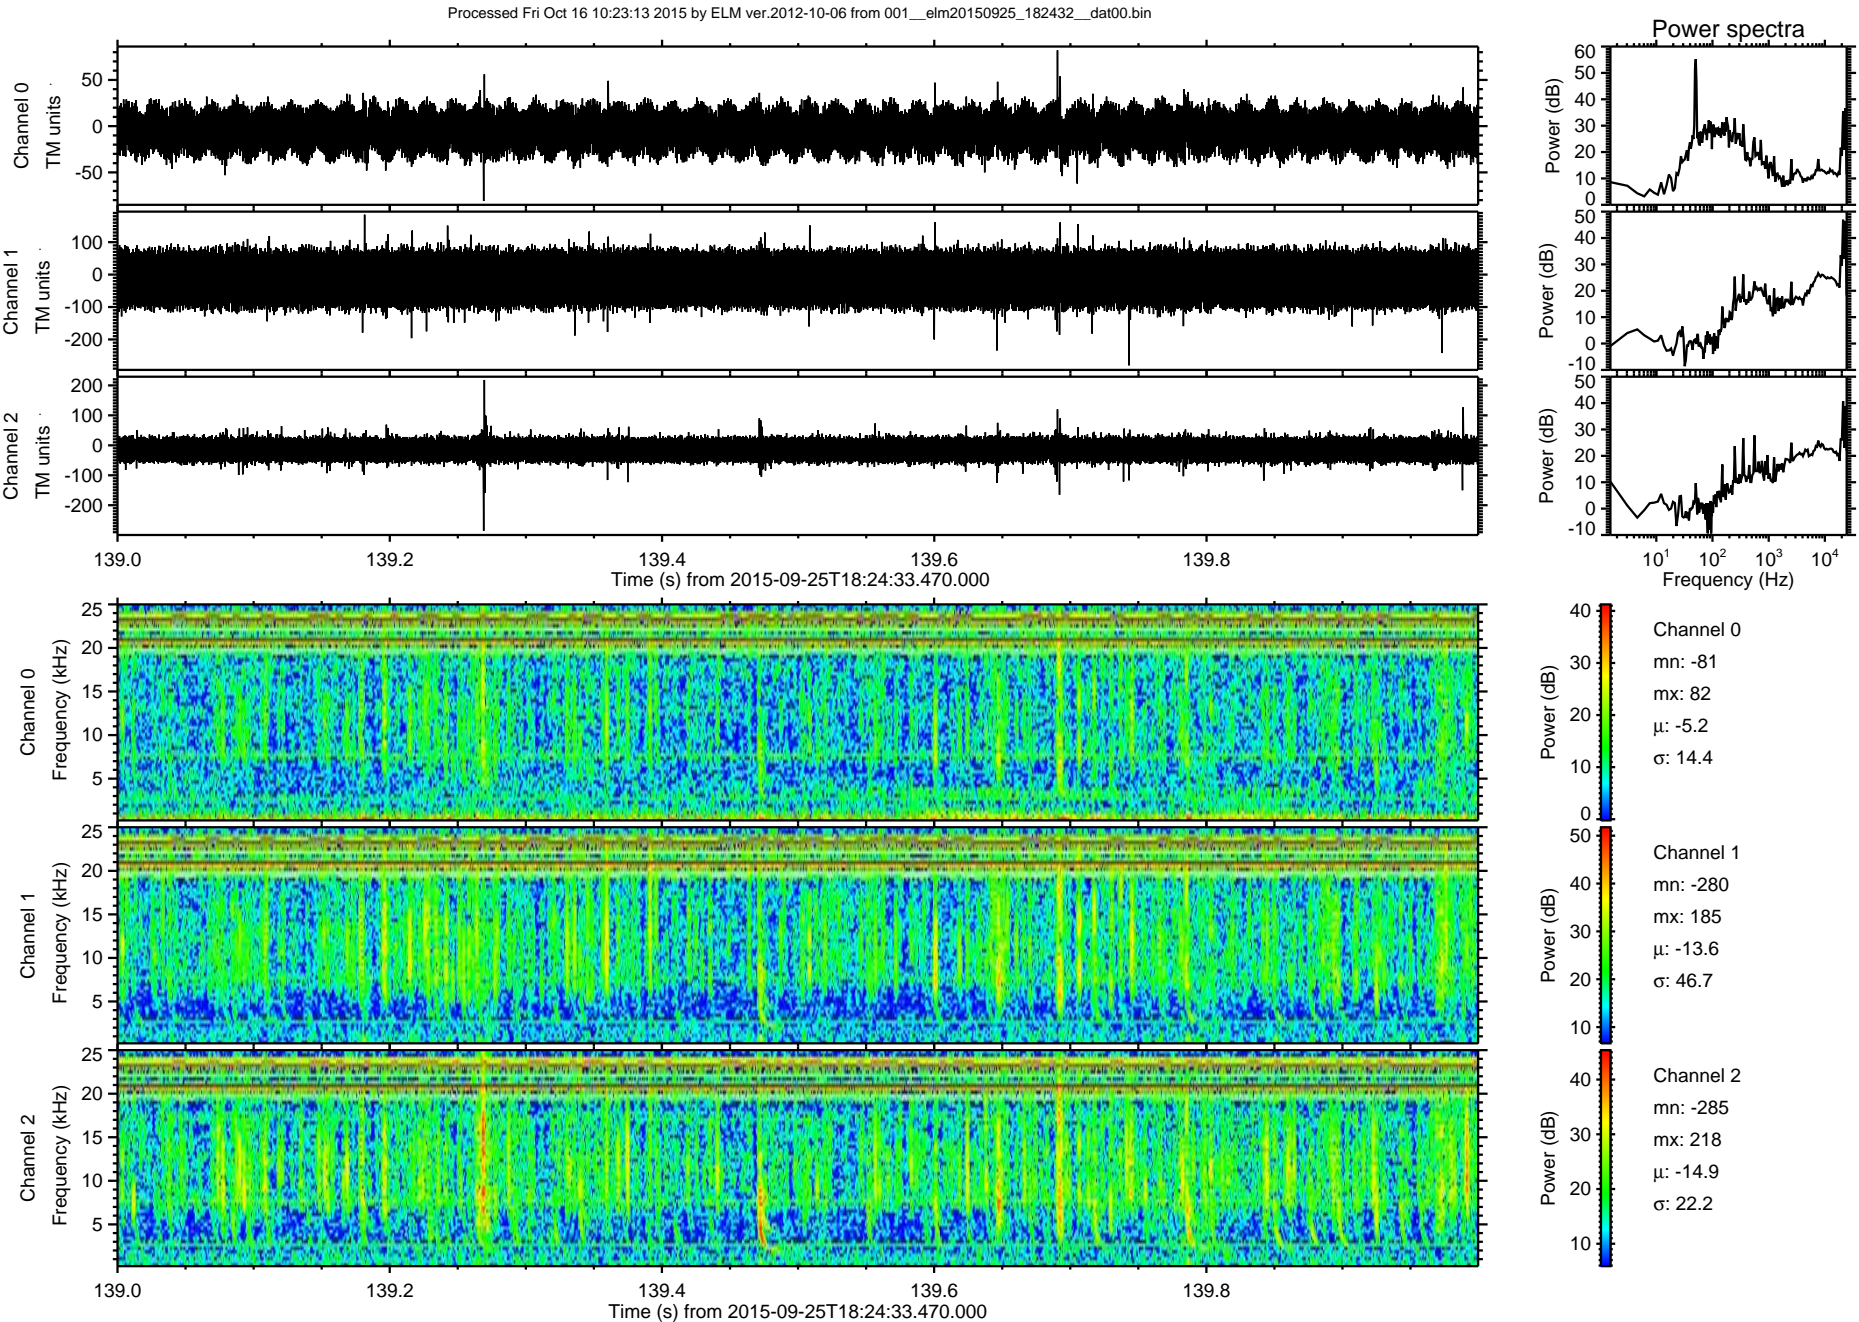 Processed Fri Oct 16 10:23:13 2015 by ELM ver.2012-10-06 from 001__elm20150925_182432__dat00.bin
Power spectra
Channel 0
TM units
50
0
-50
Power (dB)
60
50
40
30
20
10
0
Channel 1
TM units
100
0
-100
-200
Power (dB)
50
40
30
20
10
0
-10
Channel 2
TM units
200
100
0
-100
-200
Power (dB)
50
40
30
20
10
0
-10
139.0 139.2 139.4 139.6 139.8
Time (s) from 2015-09-25T18:24:33.470.000
10^1 10^2 10^3 10^4
Frequency (Hz)
Channel 0
Frequency (kHz)
25
20
15
10
5
Power (dB)
40
30
20
10
0
Channel 0
mn: -81
mx: 82
μ: -5.2
σ: 14.4
Channel 1
Frequency (kHz)
25
20
15
10
5
Power (dB)
50
40
30
20
10
Channel 1
mn: -280
mx: 185
μ: -13.6
σ: 46.7
Channel 2
Frequency (kHz)
25
20
15
10
5
Power (dB)
40
30
20
10
Channel 2
mn: -285
mx: 218
μ: -14.9
σ: 22.2
139.0 139.2 139.4 139.6 139.8
Time (s) from 2015-09-25T18:24:33.470.000